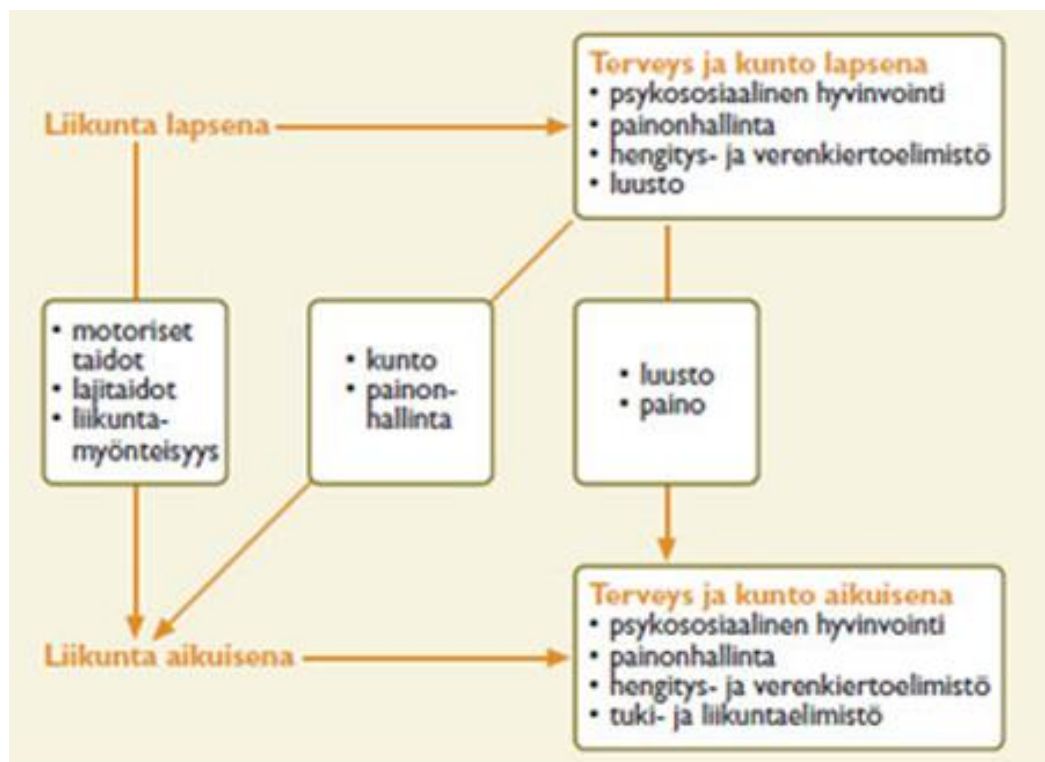 Liikunta lapsena
Terveys ja kunto lapsena
• psykososiaalinen hyvinvointi
• painonhallinta
• hengitys- ja verenkiertoelimistö
• luusto
• motoriset
taidot
• lajitaidot
• liikunta-
myönteisyys
• kunto
• painon-
hallinta
• luusto
• paino
Liikunta aikuisena
Terveys ja kunto aikuisena
• psykososiaalinen hyvinvointi
• painonhallinta
• hengitys- ja verenkiertoelimistö
• tuki- ja liikuntaelimistö